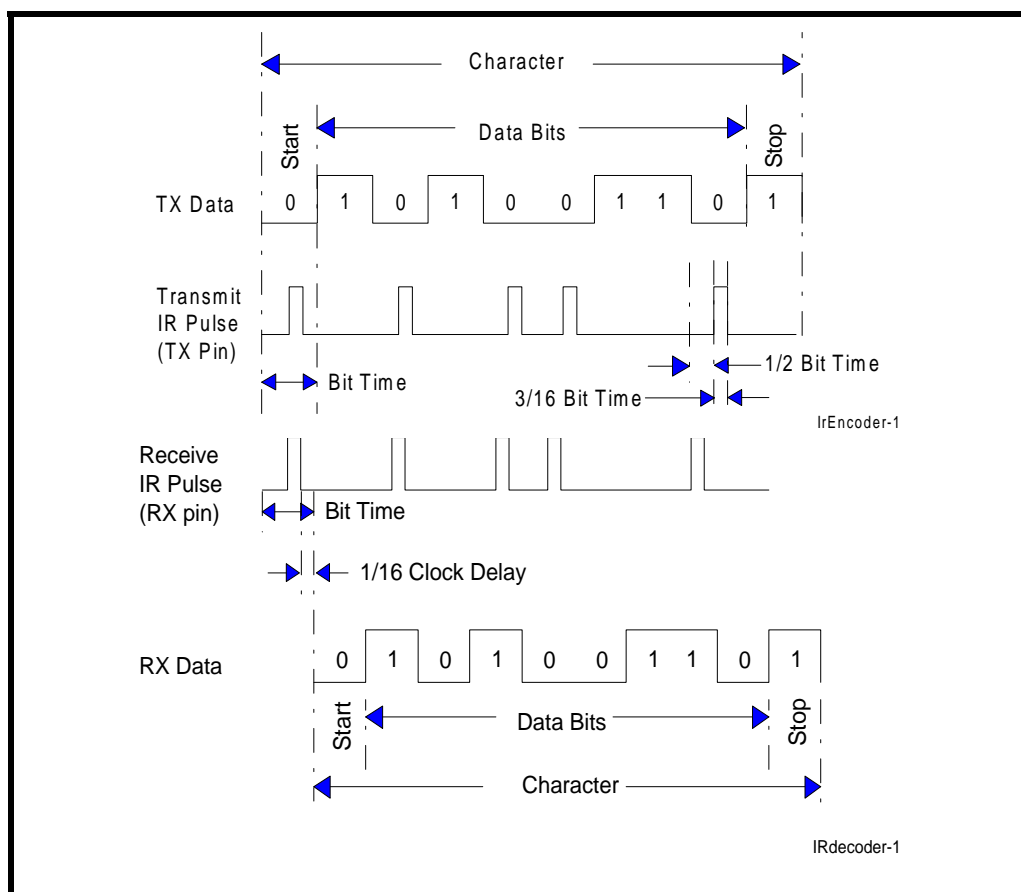 Character
Start
Data Bits
Stop
TX Data
0 1 0 1 0 0 1 1 0 1
Transmit
IR Pulse
(TX Pin)
1/2 Bit Time
Bit Time
3/16 Bit Time
IrEncoder-1
Receive
IR Pulse
(RX pin)
Bit Time
1/16 Clock Delay
RX Data
0 1 0 1 0 0 1 1 0 1
Start
Data Bits
Stop
Character
IRdecoder-1